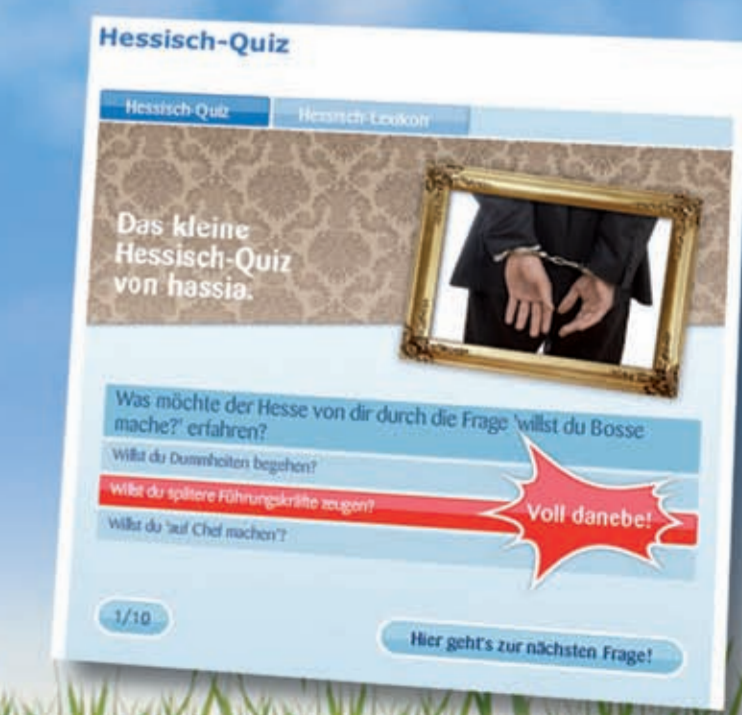 Hessisch-Quiz
Hessisch-Quiz
Hessisch-Lexikon
Das kleine
Hessisch-Quiz
von hassia.
Was möchte der Hesse von dir durch die Frage 'willst du Bosse
mache?' erfahren?
Willst du Dummheiten begehen?
Willst du spätere Führungskräfte zeugen?
Voll danebe!
Willst du 'auf Chef machen'?
1/10
Hier geht's zur nächsten Frage!